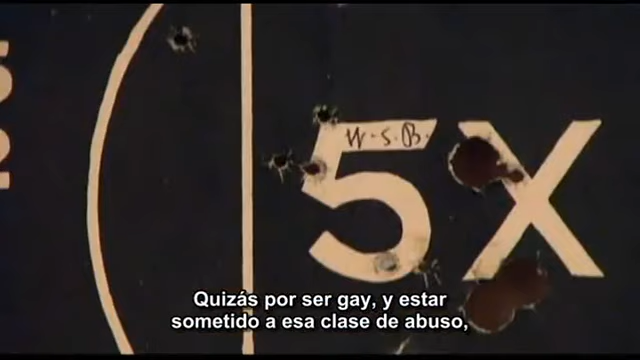 W.S.B.
5X
Quizás por ser gay, y estar
sometido a esa clase de abuso,